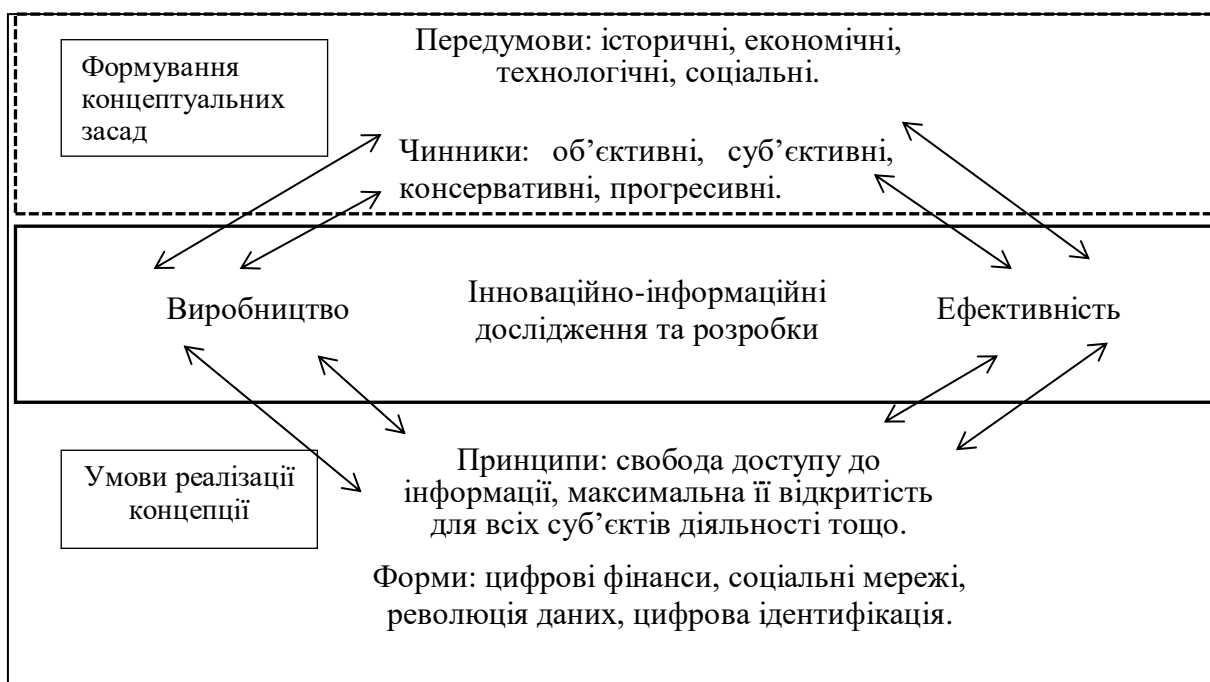 Формування
концептуальних
засад
Передумови: історичні, економічні,
технологічні, соціальні.
Чинники: об’єктивні, суб’єктивні,
консервативні, прогресивні.
Виробництво
Інноваційно-інформаційні
дослідження та розробки
Ефективність
Умови реалізації
концепції
Принципи: свобода доступу до
інформації, максимальна її відкритість
для всіх суб’єктів діяльності тощо.
Форми: цифрові фінанси, соціальні мережі,
революція даних, цифрова ідентифікація.